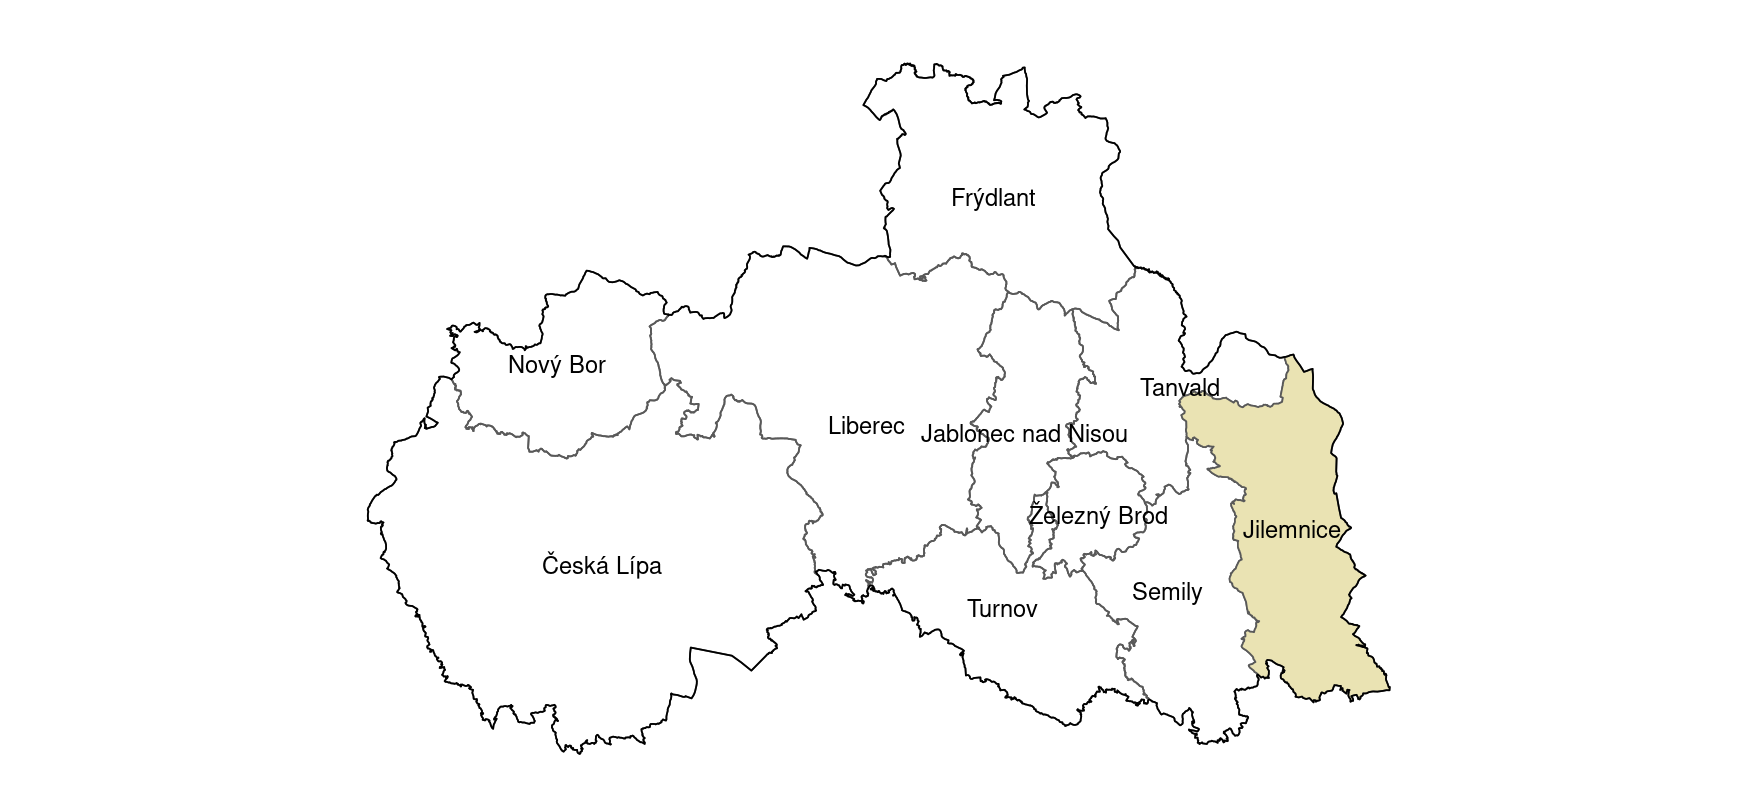 Frýdlant
Nový Bor
Tanvald
Liberec
Jablonec nad Nisou
Železný Brod
Jilemnice
Česká Lípa
Semily
Turnov